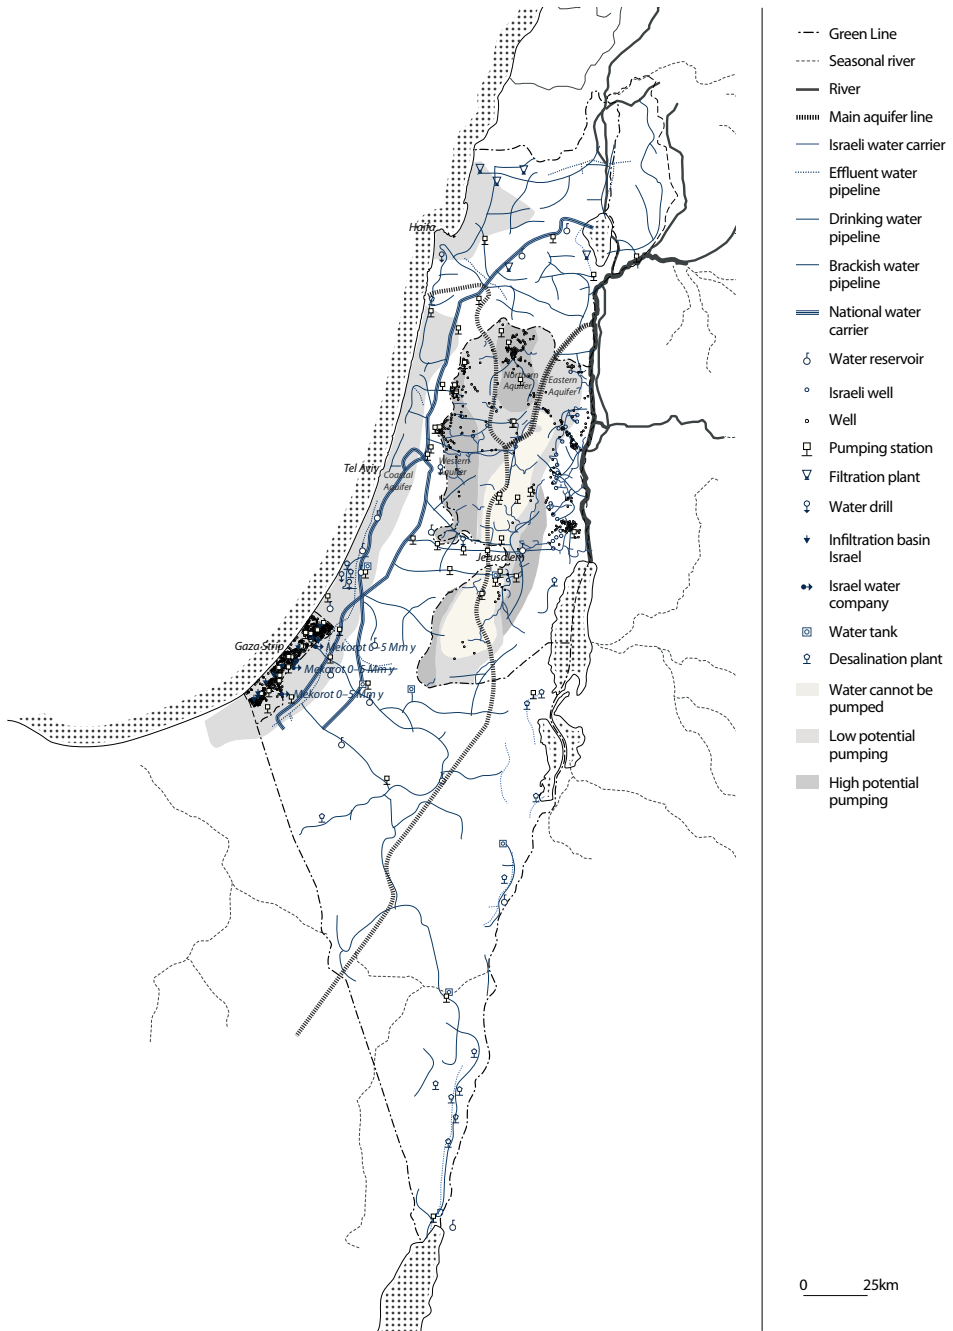 Haifa
Northern
Aquifer
Eastern
Aquifer
Western
Aquifer
Tel Aviv
Coastal
Aquifer
Jerusalem
Gaza Strip
Mekorot 0–5 Mm y
Mekorot 0–5 Mm y
Mekorot 0–5 Mm y
Green Line
Seasonal river
River
Main aquifer line
Israeli water carrier
Effluent water
pipeline
Drinking water
pipeline
Brackish water
pipeline
National water
carrier
Water reservoir
Israeli well
Well
Pumping station
Filtration plant
Water drill
Infiltration basin
Israel
Israel water
company
Water tank
Desalination plant
Water cannot be
pumped
Low potential
pumping
High potential
pumping
0 25km